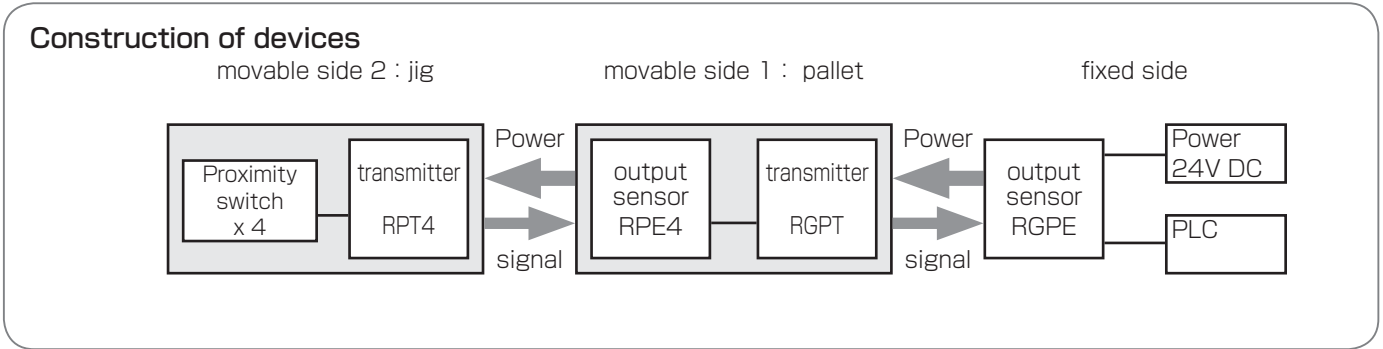 Construction of devices
movable side 2 : jig
movable side 1 : pallet
fixed side
Proximity
switch
x 4
transmitter
RPT4
Power
signal
output
sensor
RPE4
transmitter
RGPT
Power
signal
output
sensor
RGPE
Power
24V DC
PLC